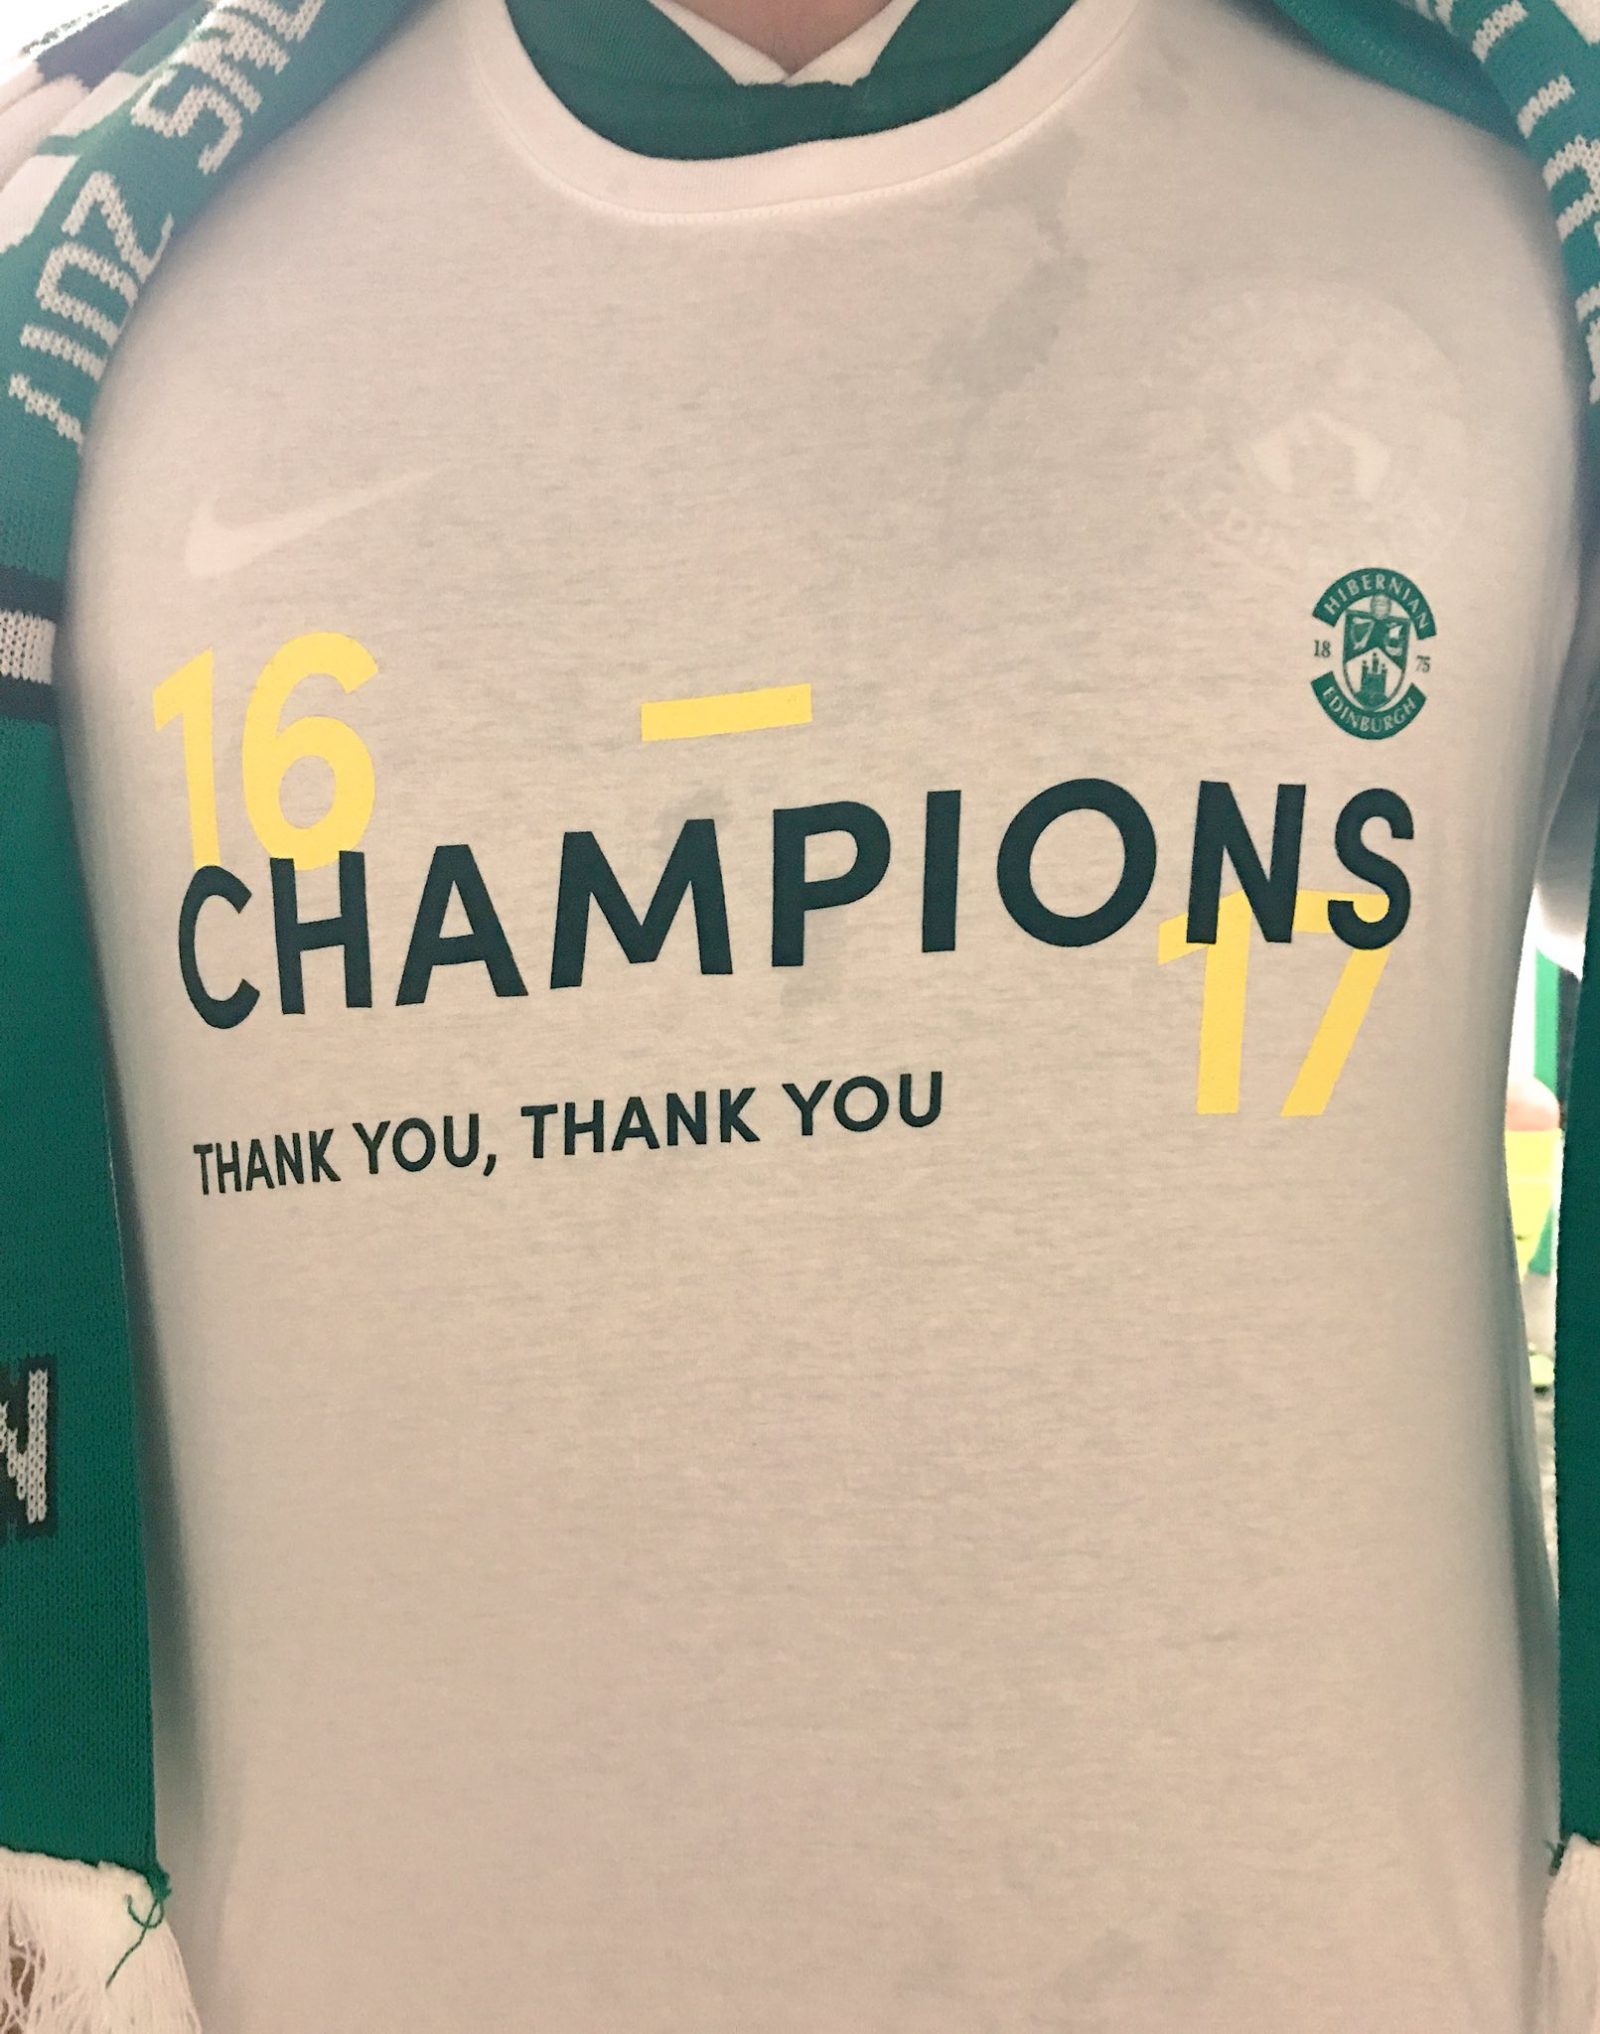 HIBERNIAN
18 75
EDINBURGH
16 – 17
CHAMPIONS
THANK YOU, THANK YOU